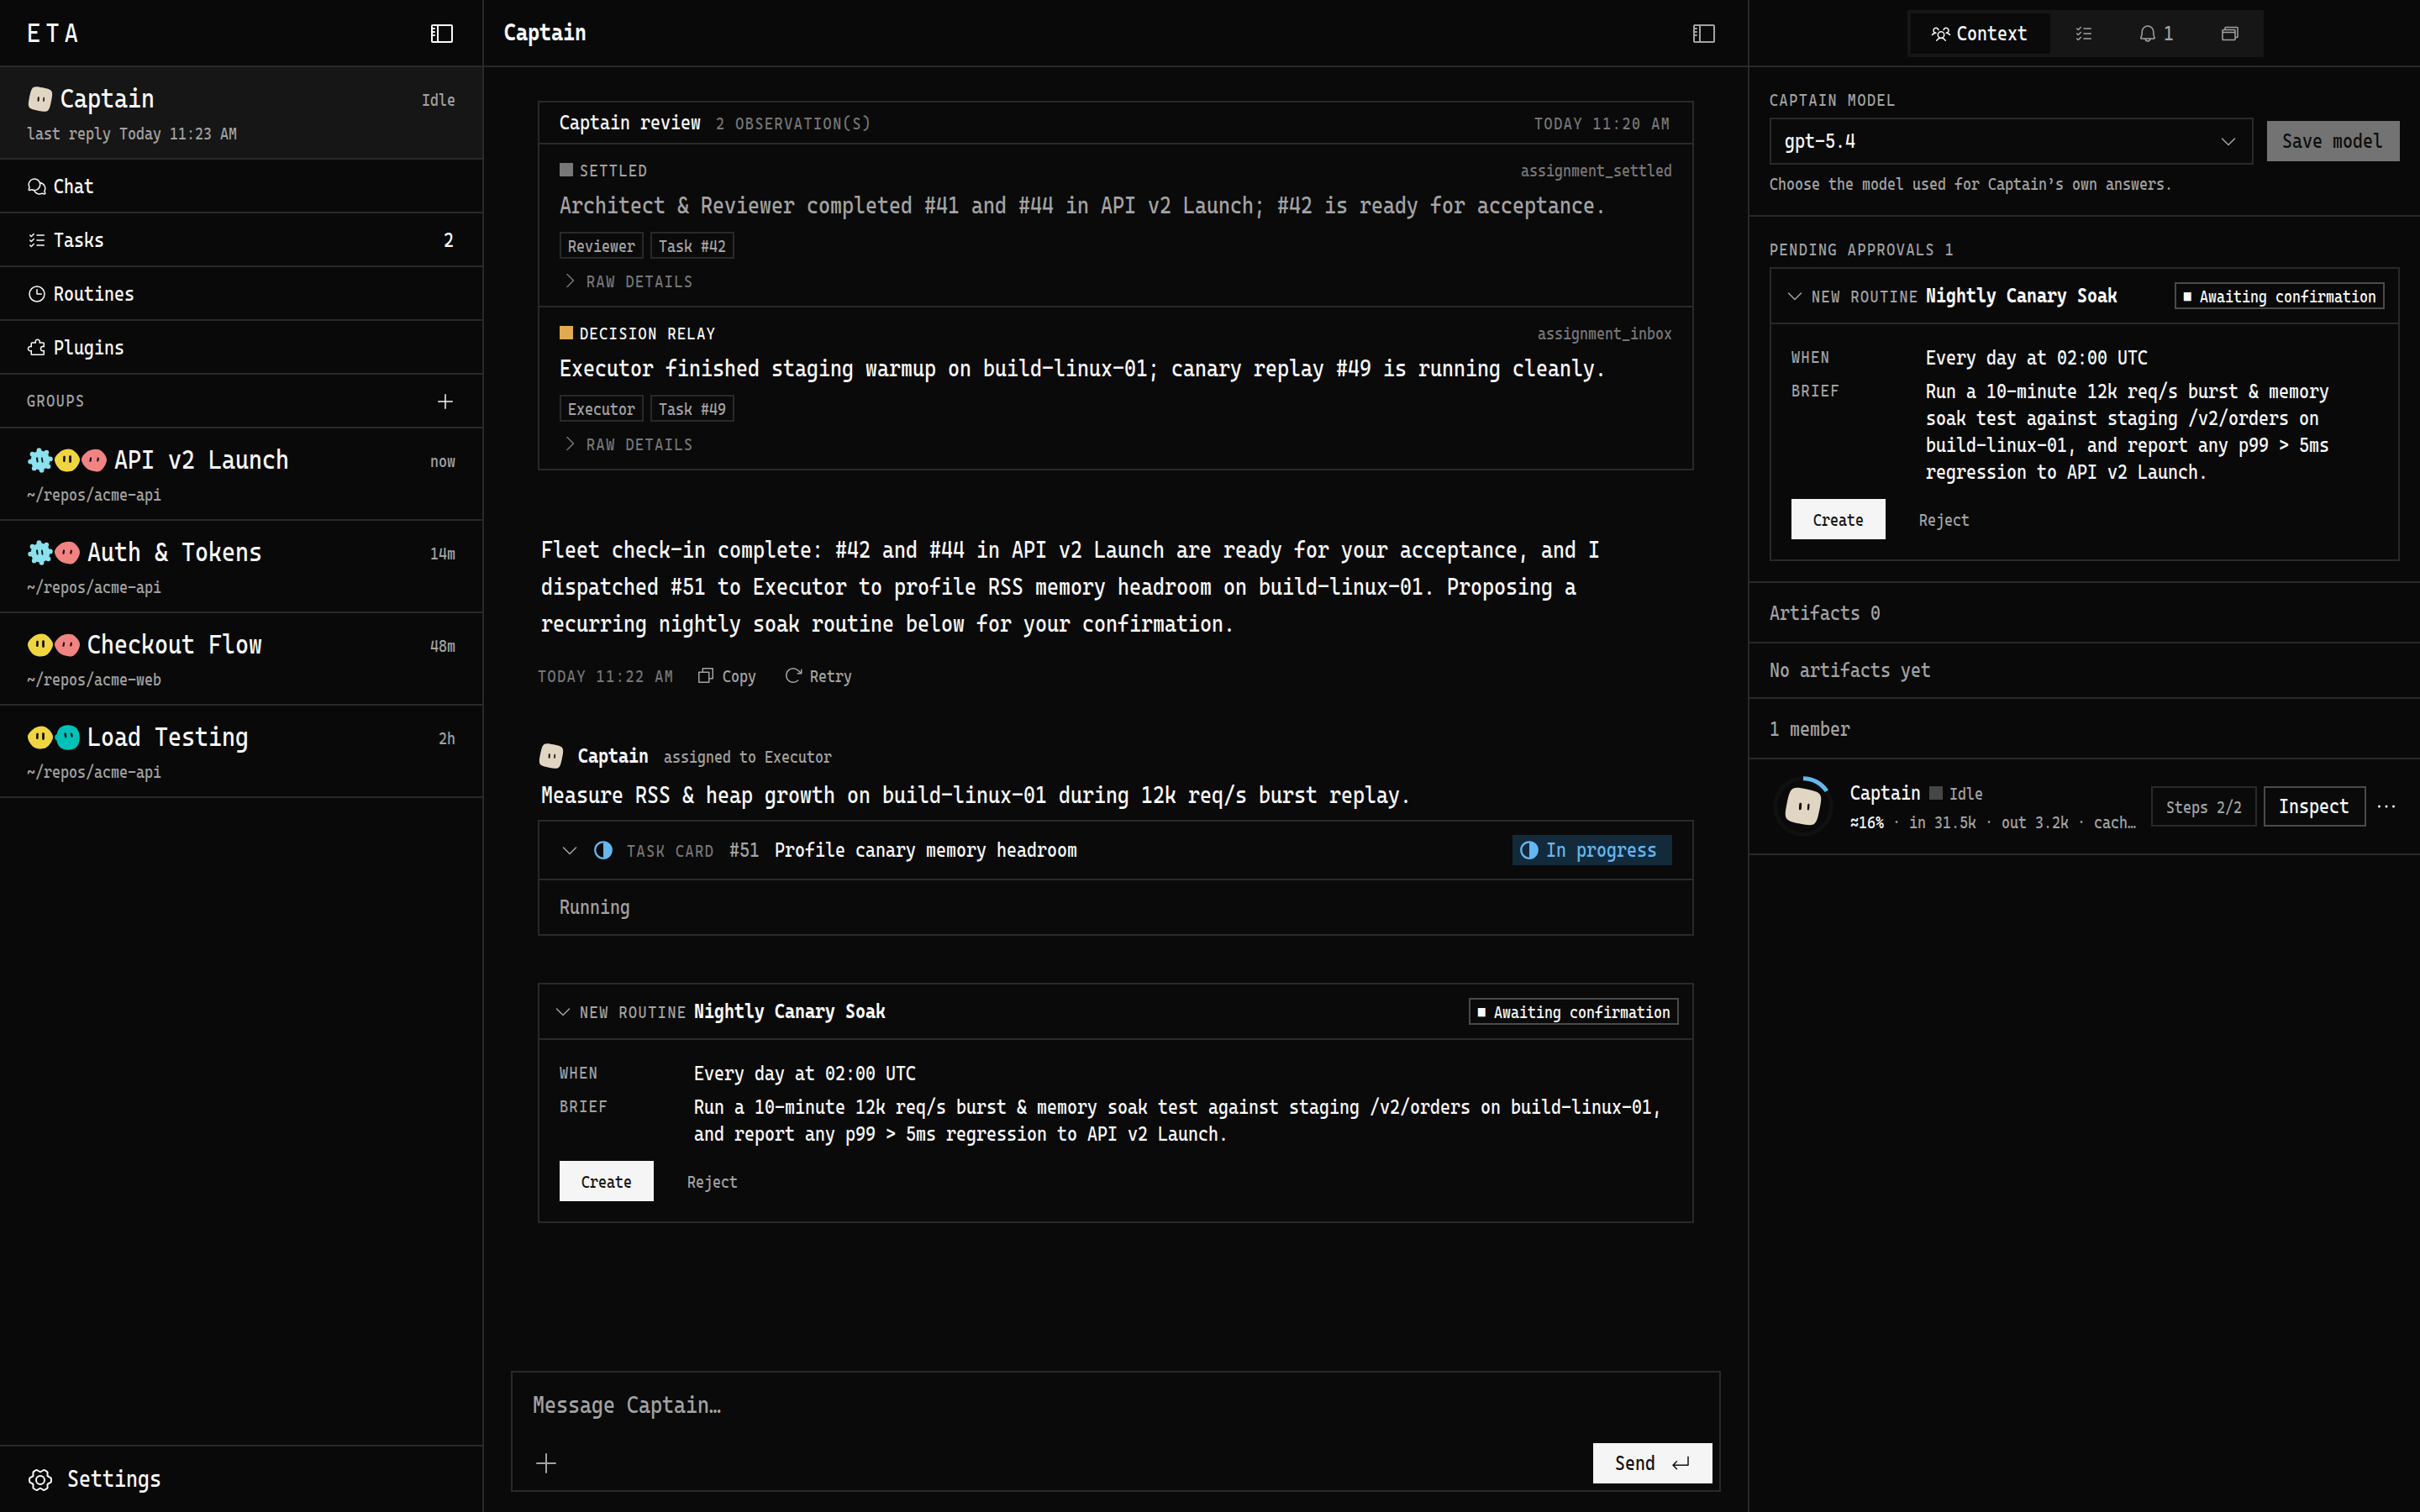 ETA
Captain
Idle
last reply Today 11:23 AM
Chat
Tasks
2
Routines
Plugins
GROUPS
API v2 Launch
now
~/repos/acme-api
Auth & Tokens
14m
~/repos/acme-api
Checkout Flow
48m
~/repos/acme-web
Load Testing
2h
~/repos/acme-api
Settings
Captain
Captain review 2 OBSERVATION(S)
TODAY 11:20 AM
SETTLED
assignment_settled
Architect & Reviewer completed #41 and #44 in API v2 Launch; #42 is ready for acceptance.
Reviewer Task #42
RAW DETAILS
DECISION RELAY
assignment_inbox
Executor finished staging warmup on build-linux-01; canary replay #49 is running cleanly.
Executor Task #49
RAW DETAILS
Fleet check-in complete: #42 and #44 in API v2 Launch are ready for your acceptance, and I
dispatched #51 to Executor to profile RSS memory headroom on build-linux-01. Proposing a
recurring nightly soak routine below for your confirmation.
TODAY 11:22 AM Copy Retry
Captain assigned to Executor
Measure RSS & heap growth on build-linux-01 during 12k req/s burst replay.
TASK CARD #51 Profile canary memory headroom
In progress
Running
NEW ROUTINE Nightly Canary Soak
Awaiting confirmation
WHEN Every day at 02:00 UTC
BRIEF Run a 10-minute 12k req/s burst & memory soak test against staging /v2/orders on build-linux-01,
and report any p99 > 5ms regression to API v2 Launch.
Create Reject
Message Captain…
Send
Context
1
CAPTAIN MODEL
gpt-5.4
Save model
Choose the model used for Captain's own answers.
PENDING APPROVALS 1
NEW ROUTINE Nightly Canary Soak
Awaiting confirmation
WHEN Every day at 02:00 UTC
BRIEF Run a 10-minute 12k req/s burst & memory
soak test against staging /v2/orders on
build-linux-01, and report any p99 > 5ms
regression to API v2 Launch.
Create Reject
Artifacts 0
No artifacts yet
1 member
Captain Idle
≈16% · in 31.5k · out 3.2k · cach…
Steps 2/2
Inspect